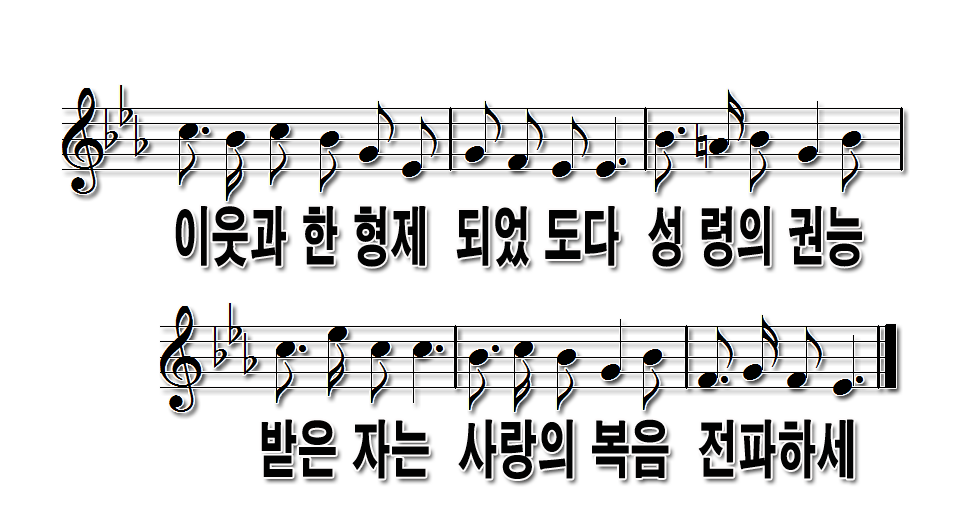 이웃과 한 형제 되었 도다 성 령의 권능
받은 자는 사랑의 복음 전파하세